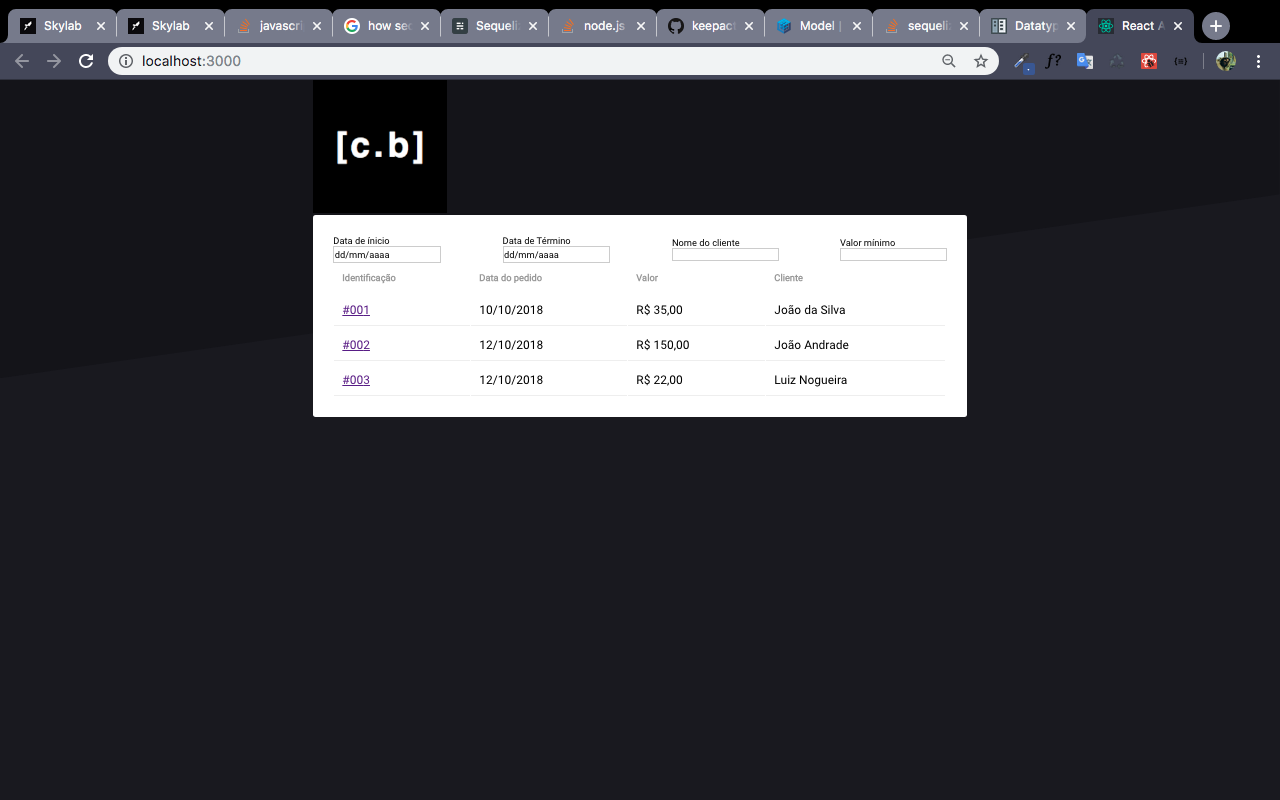 Skylab Skylab javascri how sec Sequeli node.js keepact Model | sequeli Datatyp React A
localhost:3000
f?
[c.b]
Data de ínicio Data de Término Nome do cliente Valor mínimo
dd/mm/aaaa dd/mm/aaaa
Identificação Data do pedido Valor Cliente
#001 10/10/2018 R$ 35,00 João da Silva
#002 12/10/2018 R$ 150,00 João Andrade
#003 12/10/2018 R$ 22,00 Luiz Nogueira